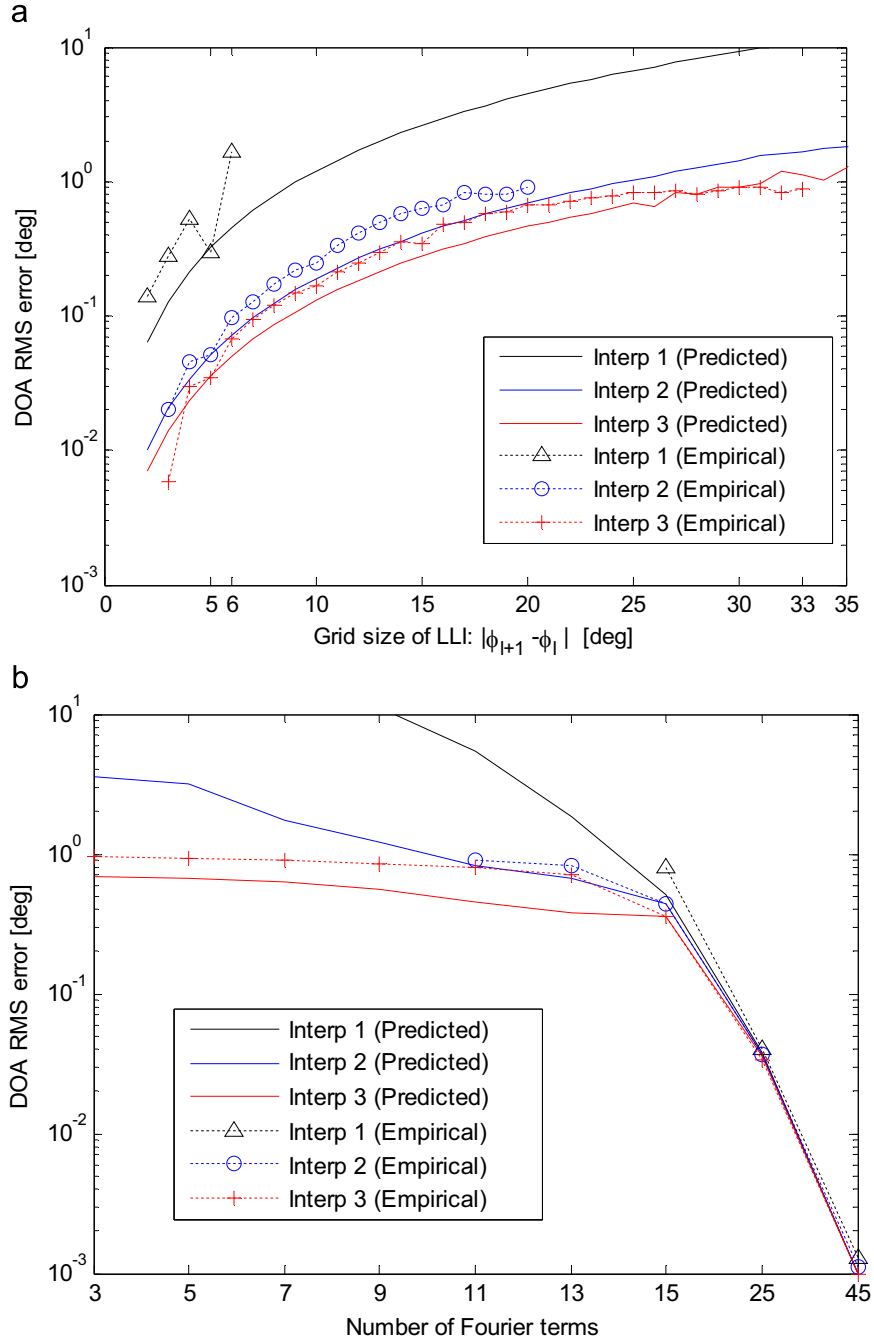 a
10^1
10^0
10^-1
10^-2
10^-3
DOA RMS error [deg]
Interp 1 (Predicted)
Interp 2 (Predicted)
Interp 3 (Predicted)
Interp 1 (Empirical)
Interp 2 (Empirical)
Interp 3 (Empirical)
0 5 6 10 15 20 25 30 33 35
Grid size of LLI: |ϕ_l+1 -ϕ_l | [deg]
b
10^1
10^0
10^-1
10^-2
10^-3
DOA RMS error [deg]
Interp 1 (Predicted)
Interp 2 (Predicted)
Interp 3 (Predicted)
Interp 1 (Empirical)
Interp 2 (Empirical)
Interp 3 (Empirical)
3 5 7 9 11 13 15 25 45
Number of Fourier terms